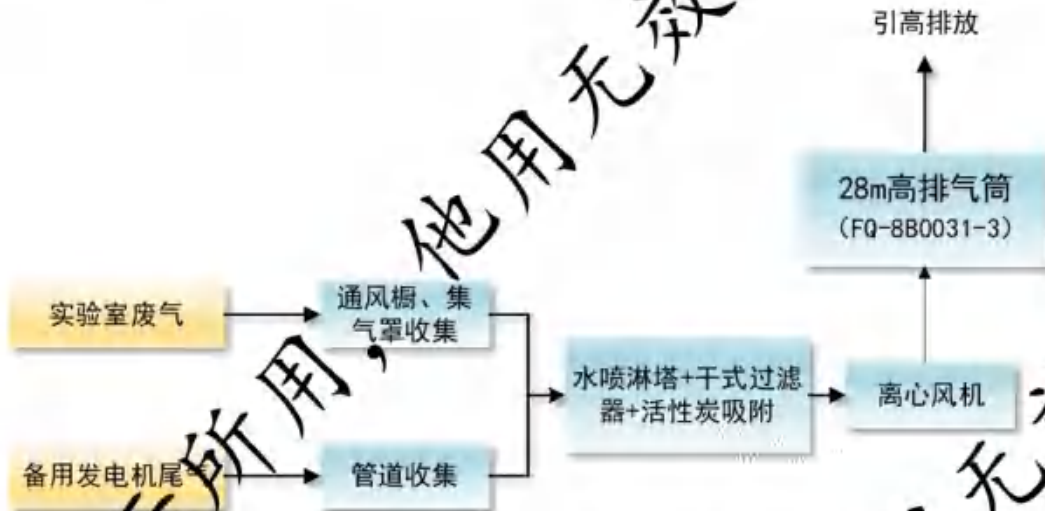 引高排放
28m高排气筒
(FQ-8B0031-3)
实验室废气
通风橱、集
气罩收集
水喷淋塔+干式过滤
器+活性炭吸附
离心风机
备用发电机尾气
管道收集
所用，他用无效
无